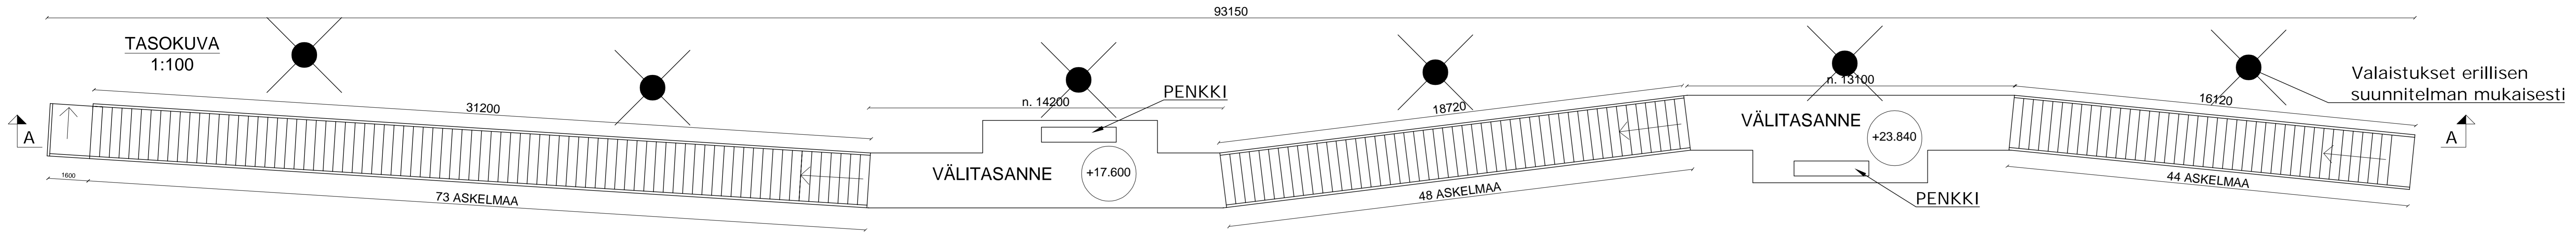 93150
TASOKUVA
1:100
31200
n. 14200
PENKKI
18720
n. 13100
16120
Valaistukset erillisen
suunnitelman mukaisesti
A
VÄLITASANNE
+17.600
VÄLITASANNE
+23.840
A
1600
73 ASKELMAA
48 ASKELMAA
PENKKI
44 ASKELMAA